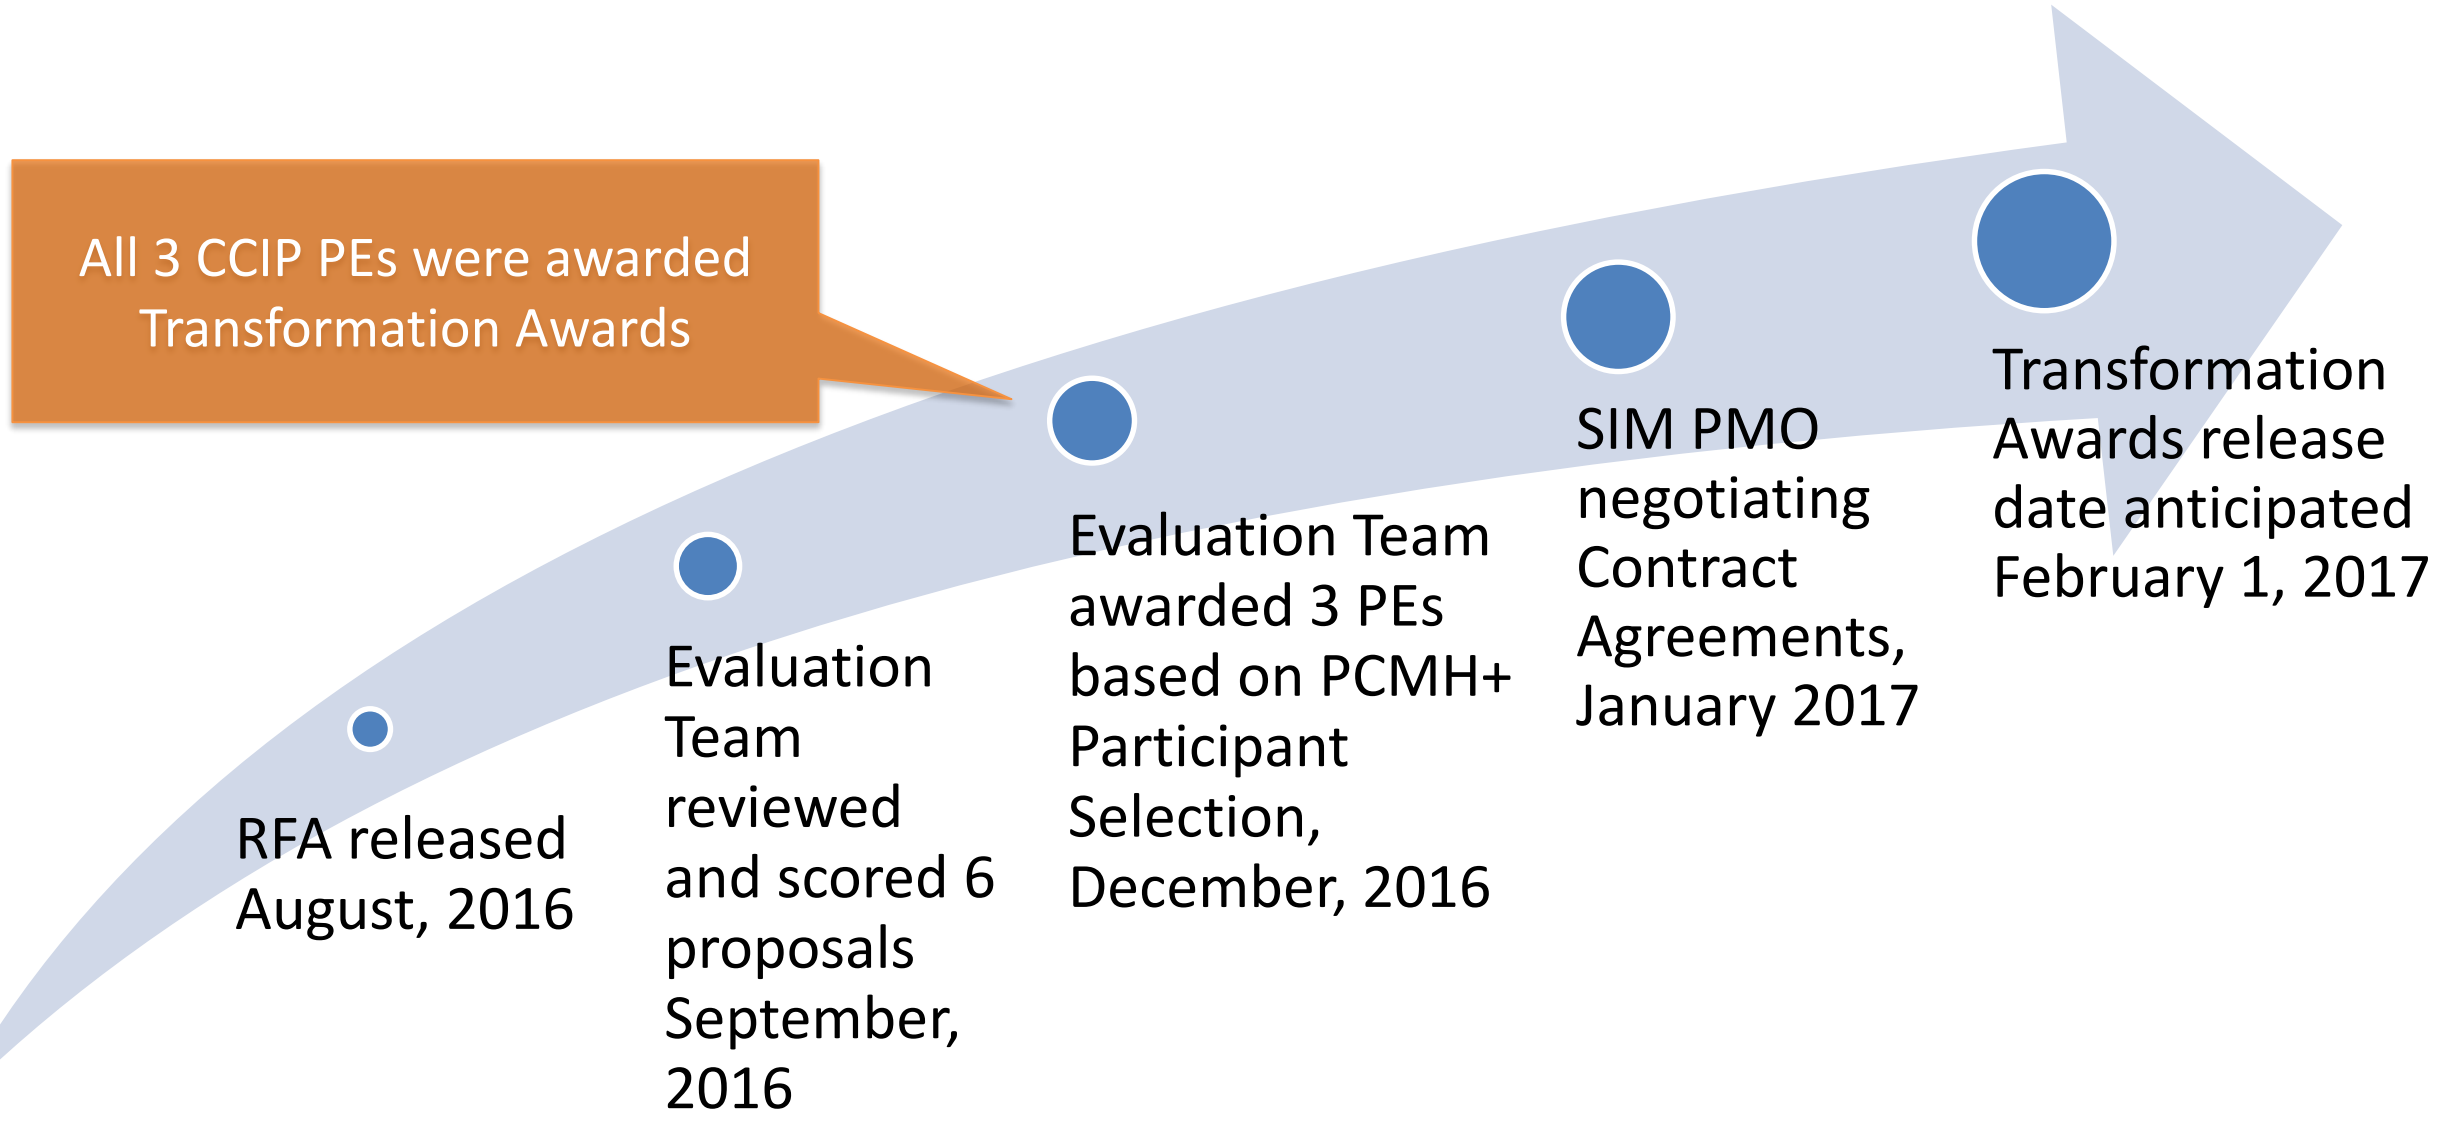 All 3 CCIP PEs were awarded
Transformation Awards
RFA released
August, 2016
Evaluation
Team
reviewed
and scored 6
proposals
September,
2016
Evaluation Team
awarded 3 PEs
based on PCMH+
Participant
Selection,
December, 2016
SIM PMO
negotiating
Contract
Agreements,
January 2017
Transformation
Awards release
date anticipated
February 1, 2017